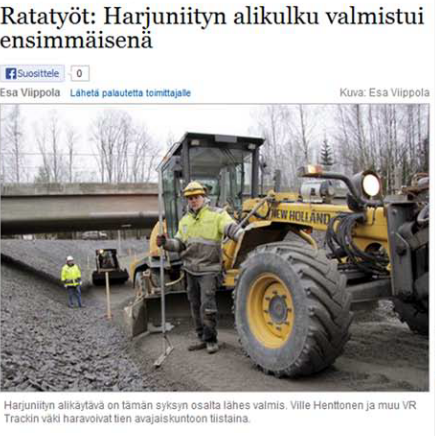 Ratatyöt: Harjuniityn alikulku valmistui
ensimmäisenä
Suosittele 0
Esa Viippola Lähetä palautetta toimittajalle Kuva: Esa Viippola
NEW HOLLAND
Harjuniityn alikäytävä on tämän syksyn osalta lähes valmis. Ville Henttonen ja muu VR
Trackin väki haravoivat tien avajaiskuntoon tiistaina.